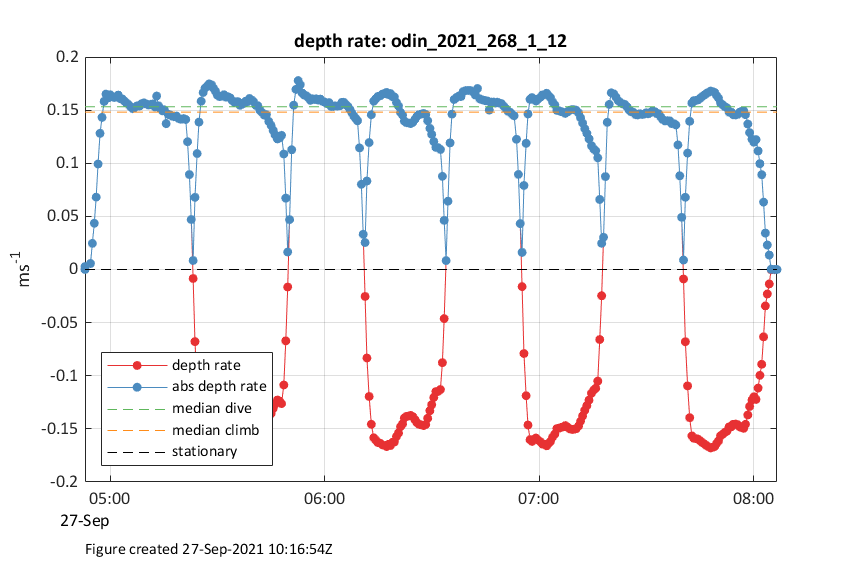 depth rate: odin_2021_268_1_12
0.2
0.15
0.1
0.05
0
-0.05
-0.1
-0.15
-0.2
ms-1
depth rate
abs depth rate
median dive
median climb
stationary
05:00 06:00 07:00 08:00
27-Sep
Figure created 27-Sep-2021 10:16:54Z